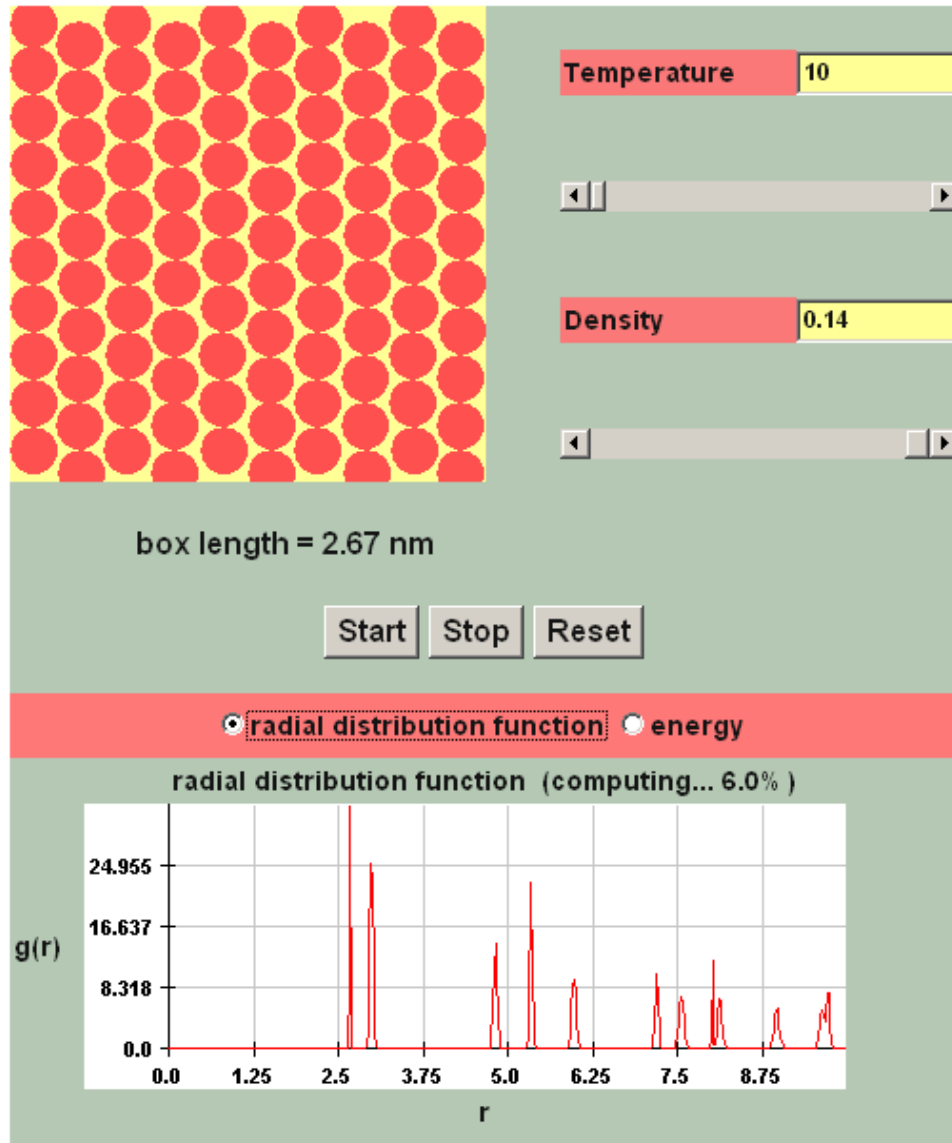 Temperature 10
Density 0.14
box length = 2.67 nm
Start Stop Reset
radial distribution function energy
radial distribution function (computing... 6.0% )
24.955
16.637
g(r)
8.318
0.0
0.0 1.25 2.5 3.75 5.0 6.25 7.5 8.75
r